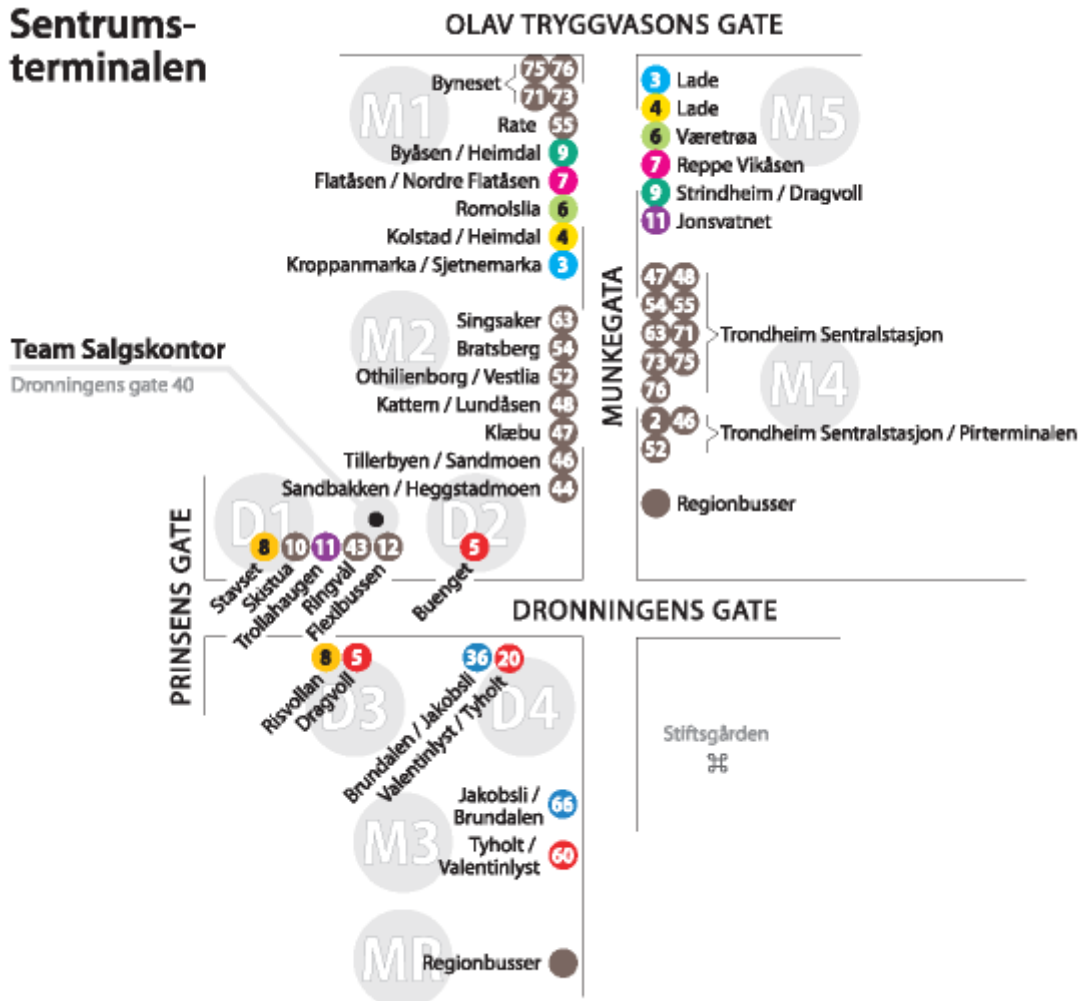 Sentrums-
terminalen
OLAV TRYGGVASONS GATE
M1
Byneset 75 76
71 73
Rate 55
Byåsen / Heimdal 9
Flatåsen / Nordre Flatåsen 7
Romolslia 6
Kolstad / Heimdal 4
Kroppanmarka / Sjetnemarka 3
M5
3 Lade
4 Lade
6 Væretrøa
7 Reppe Vikåsen
9 Strindheim / Dragvoll
11 Jonsvatnet
MUNKEGATA
M2
Singsaker 63
Bratsberg 54
Othilienborg / Vestlia 52
Kattem / Lundåsen 48
Klæbu 47
Tillerbyen / Sandmoen 46
Sandbakken / Heggstadmoen 44
M4
47 48
54 55
63 71 Trondheim Sentralstasjon
73 75
76
2 46 Trondheim Sentralstasjon / Pirterminalen
52
Regionbusser
Team Salgskontor
Dronningens gate 40
PRINSENS GATE
D1
8 Stavset
10 Skistua
11 Trollahaugen
43 Ringvål
12 Flexibussen
D2
5 Buenget
DRONNINGENS GATE
8 Risvollan
5 Dragvoll
D3
36 Brundalen / Jakobsli
20 Valentinlyst / Tyholt
D4
Stiftsgården
⌘
M3
Jakobsli / 66
Brundalen
Tyholt / 60
Valentinlyst
MR
Regionbusser